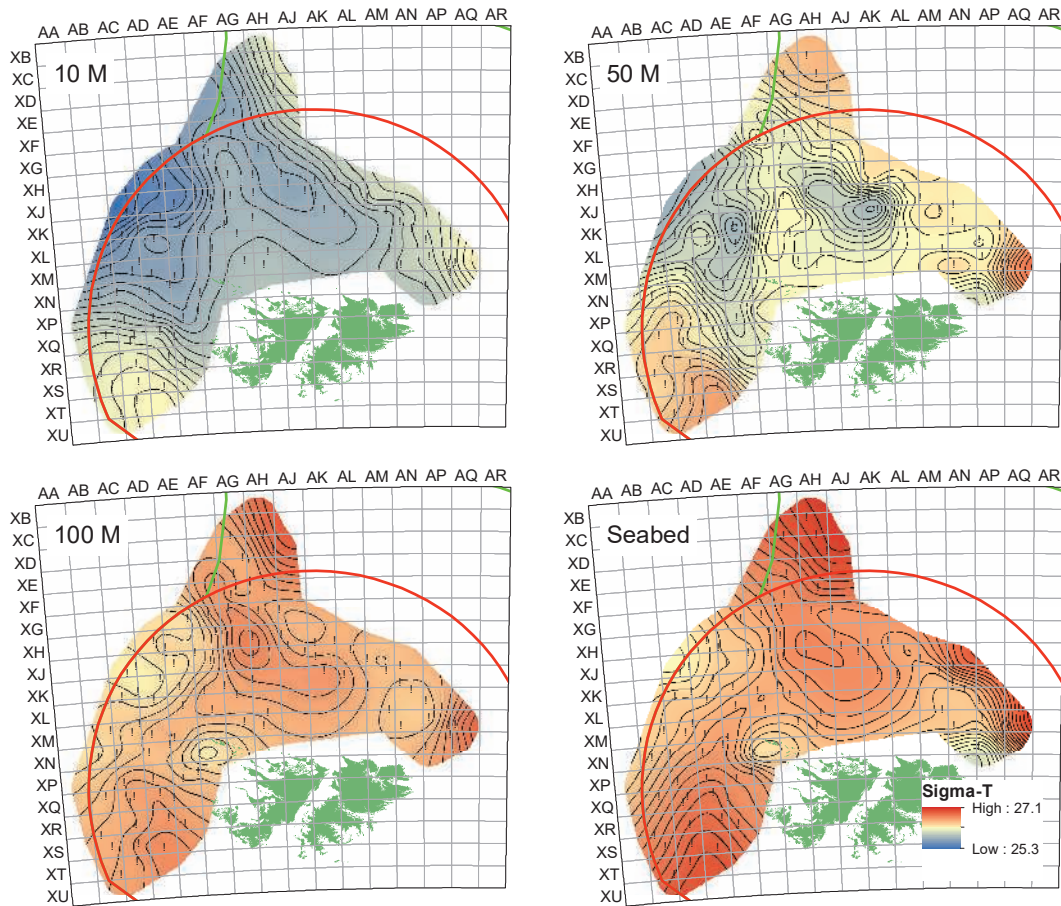 AA AB AC AD AE AF AG AH AJ AK AL AM AN AP AQ AR
XB
XC
XD
XE
XF
XG
XH
XJ
XK
XL
XM
XN
XP
XQ
XR
XS
XT
XU
10 M
AA AB AC AD AE AF AG AH AJ AK AL AM AN AP AQ AR
XB
XC
XD
XE
XF
XG
XH
XJ
XK
XL
XM
XN
XP
XQ
XR
XS
XT
XU
50 M
AA AB AC AD AE AF AG AH AJ AK AL AM AN AP AQ AR
XB
XC
XD
XE
XF
XG
XH
XJ
XK
XL
XM
XN
XP
XQ
XR
XS
XT
XU
100 M
AA AB AC AD AE AF AG AH AJ AK AL AM AN AP AQ AR
XB
XC
XD
XE
XF
XG
XH
XJ
XK
XL
XM
XN
XP
XQ
XR
XS
XT
XU
Seabed
Sigma-T
High : 27.1
Low : 25.3